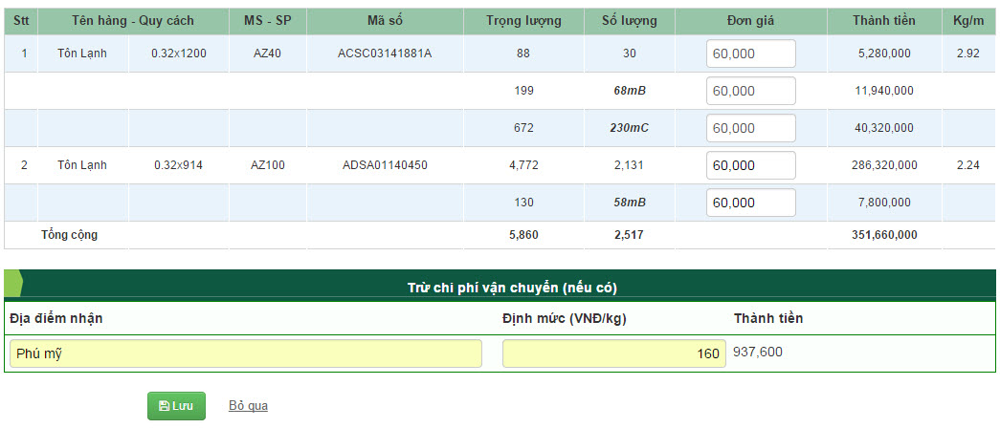 Stt Tên hàng - Quy cách MS - SP Mã số Trọng lượng Số lượng Đơn giá Thành tiền Kg/m
1 Tôn Lạnh 0.32x1200 AZ40 ACSC03141881A 88 30 60,000 5,280,000 2.92
199 68mB 60,000 11,940,000
672 230mC 60,000 40,320,000
2 Tôn Lạnh 0.32x914 AZ100 ADSA01140450 4,772 2,131 60,000 286,320,000 2.24
130 58mB 60,000 7,800,000
Tổng cộng 5,860 2,517 351,660,000
Trừ chi phí vận chuyển (nếu có)
Địa điểm nhận Định mức (VNĐ/kg) Thành tiền
Phú mỹ 160 937,600
Lưu Bỏ qua